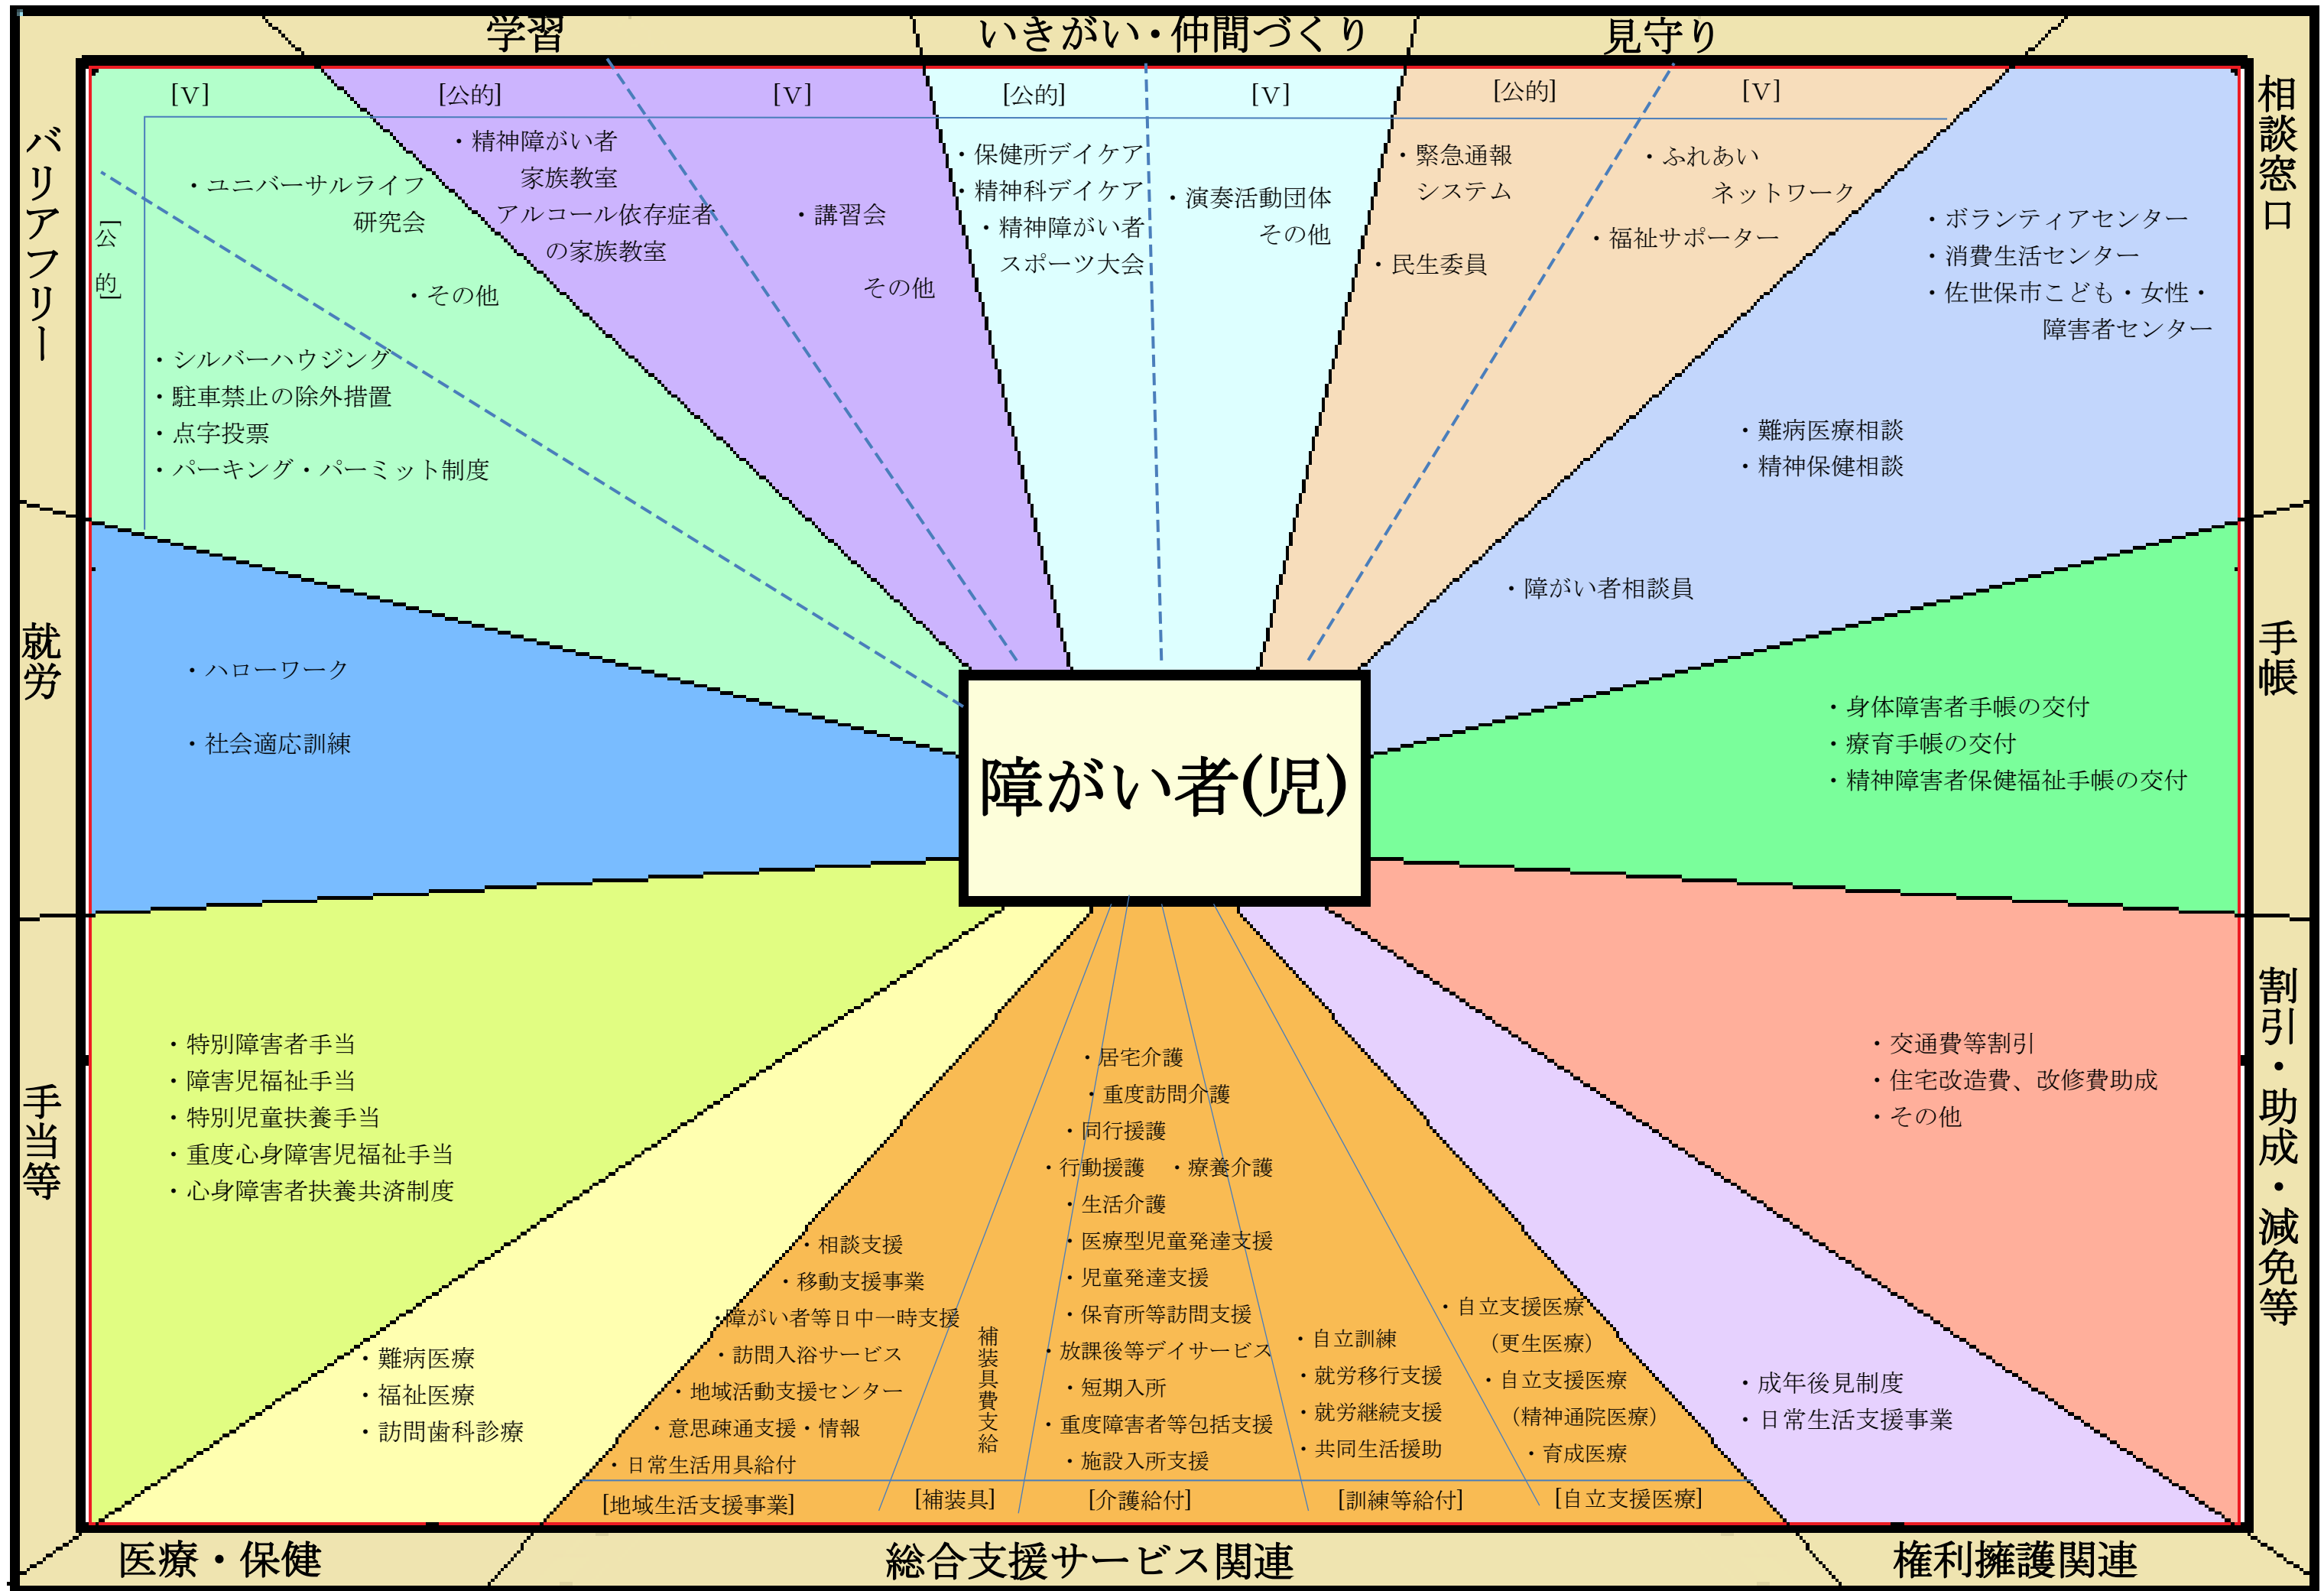 学習
いきがい・仲間づくり
見守り
相談窓口
手帳
割引・助成・減免等
権利擁護関連
総合支援サービス関連
医療・保健
手当等
就労
バリアフリー
障がい者(児)
[V]
[公的]
・ユニバーサルライフ
研究会
・その他
・シルバーハウジング
・駐車禁止の除外措置
・点字投票
・パーキング・パーミット制度
[公的]
[V]
・精神障がい者
家族教室
アルコール依存症者
の家族教室
・講習会
その他
[公的]
[V]
・保健所デイケア
・精神科デイケア
・精神障がい者
スポーツ大会
・演奏活動団体
その他
[公的]
[V]
・緊急通報
システム
・民生委員
・ふれあい
ネットワーク
・福祉サポーター
・ボランティアセンター
・消費生活センター
・佐世保市こども・女性・
障害者センター
・難病医療相談
・精神保健相談
・障がい者相談員
・身体障害者手帳の交付
・療育手帳の交付
・精神障害者保健福祉手帳の交付
・交通費等割引
・住宅改造費、改修費助成
・その他
・成年後見制度
・日常生活支援事業
・ハローワーク
・社会適応訓練
・特別障害者手当
・障害児福祉手当
・特別児童扶養手当
・重度心身障害児福祉手当
・心身障害者扶養共済制度
・難病医療
・福祉医療
・訪問歯科診療
・相談支援
・移動支援事業
・障がい者等日中一時支援
・訪問入浴サービス
・地域活動支援センター
・意思疎通支援・情報
・日常生活用具給付
[地域生活支援事業]
補装具費支給
[補装具]
・居宅介護
・重度訪問介護
・同行援護
・行動援護　・療養介護
・生活介護
・医療型児童発達支援
・児童発達支援
・保育所等訪問支援
・放課後等デイサービス
・短期入所
・重度障害者等包括支援
・施設入所支援
[介護給付]
・自立訓練
・就労移行支援
・就労継続支援
・共同生活援助
[訓練等給付]
・自立支援医療
（更生医療）
・自立支援医療
（精神通院医療）
・育成医療
[自立支援医療]